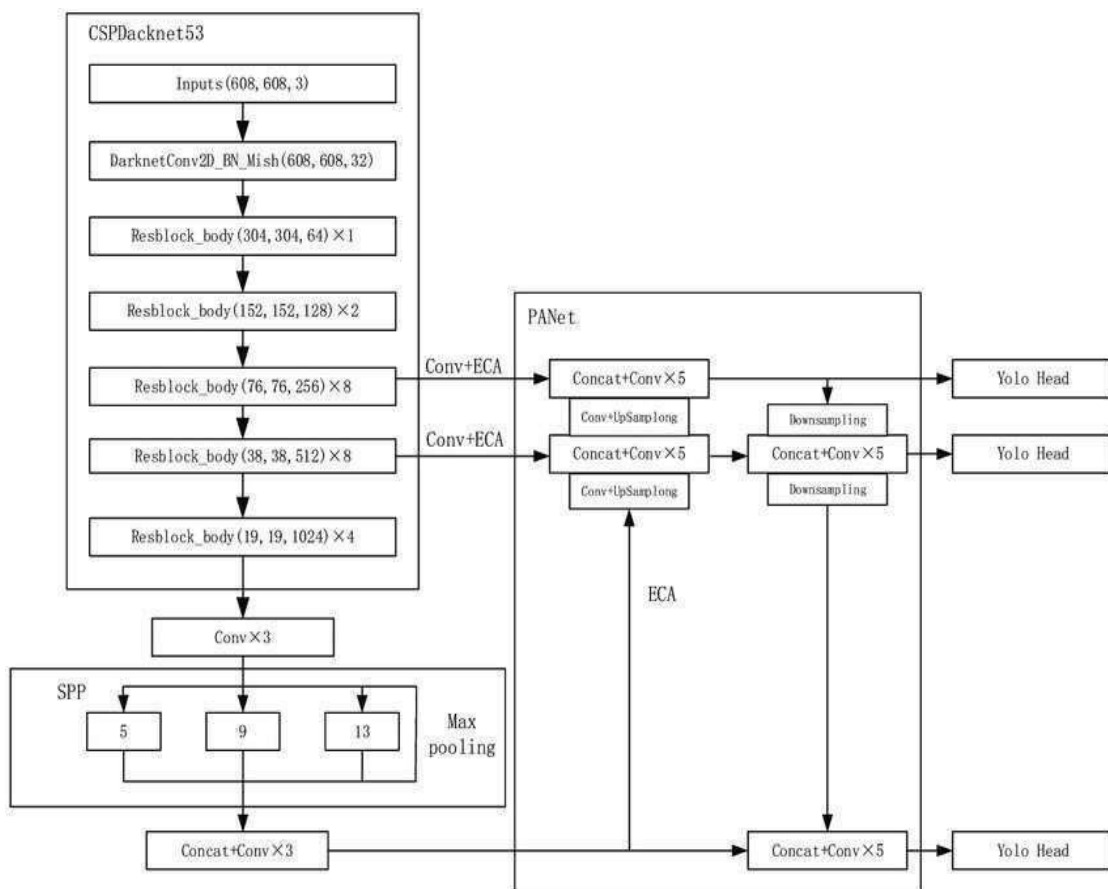 CSPDacknet53
Inputs(608,608,3)
DarknetConv2D_BN_Mish(608,608,32)
Resblock_body(304,304,64)×1
Resblock_body(152,152,128)×2
Resblock_body(76,76,256)×8
Resblock_body(38,38,512)×8
Resblock_body(19,19,1024)×4
Conv+ECA
Conv+ECA
PANet
Concat+Conv×5
Yolo Head
Conv+UpSamplong
Downsampling
Concat+Conv×5
Concat+Conv×5
Yolo Head
Conv+UpSamplong
Downsampling
ECA
Conv×3
SPP
5
9
13
Max
pooling
Concat+Conv×3
Concat+Conv×5
Yolo Head